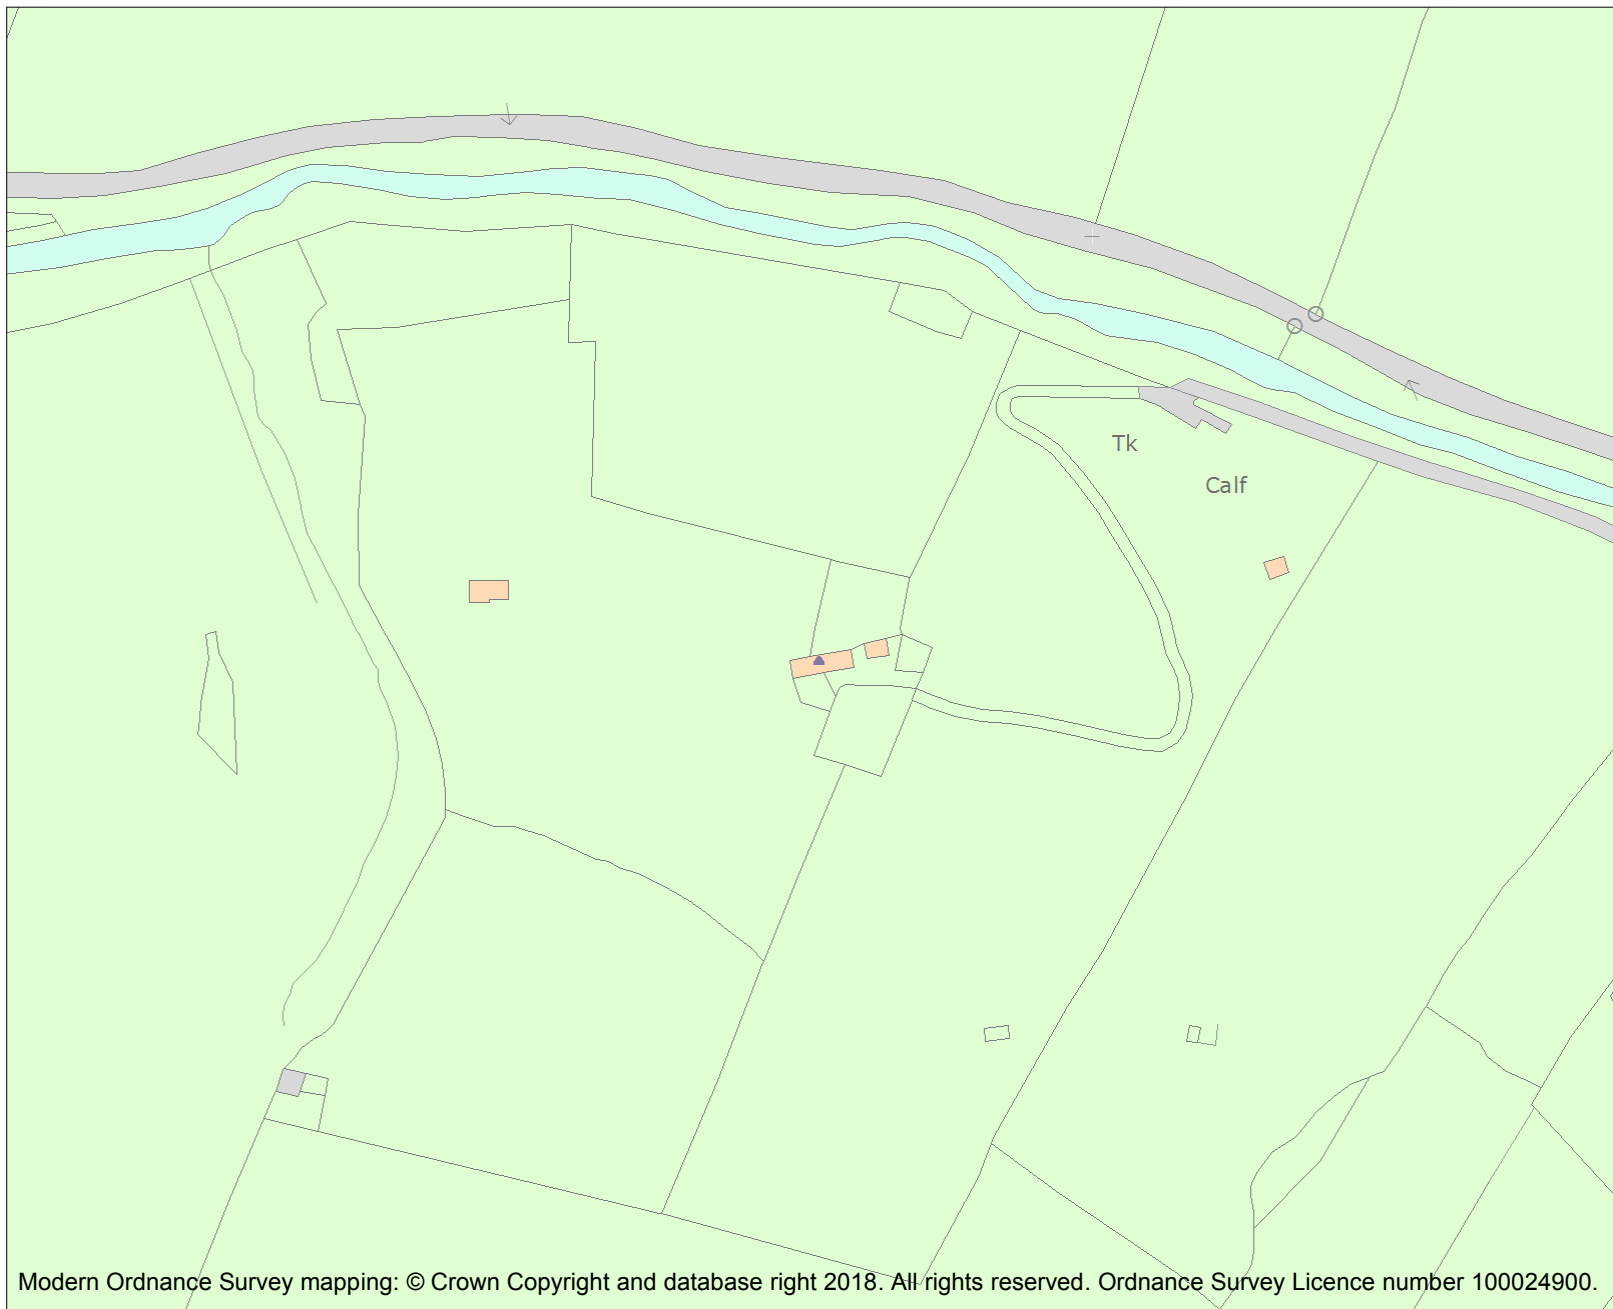 Tk
Calf
Modern Ordnance Survey mapping: © Crown Copyright and database right 2018. All rights reserved. Ordnance Survey Licence number 100024900.